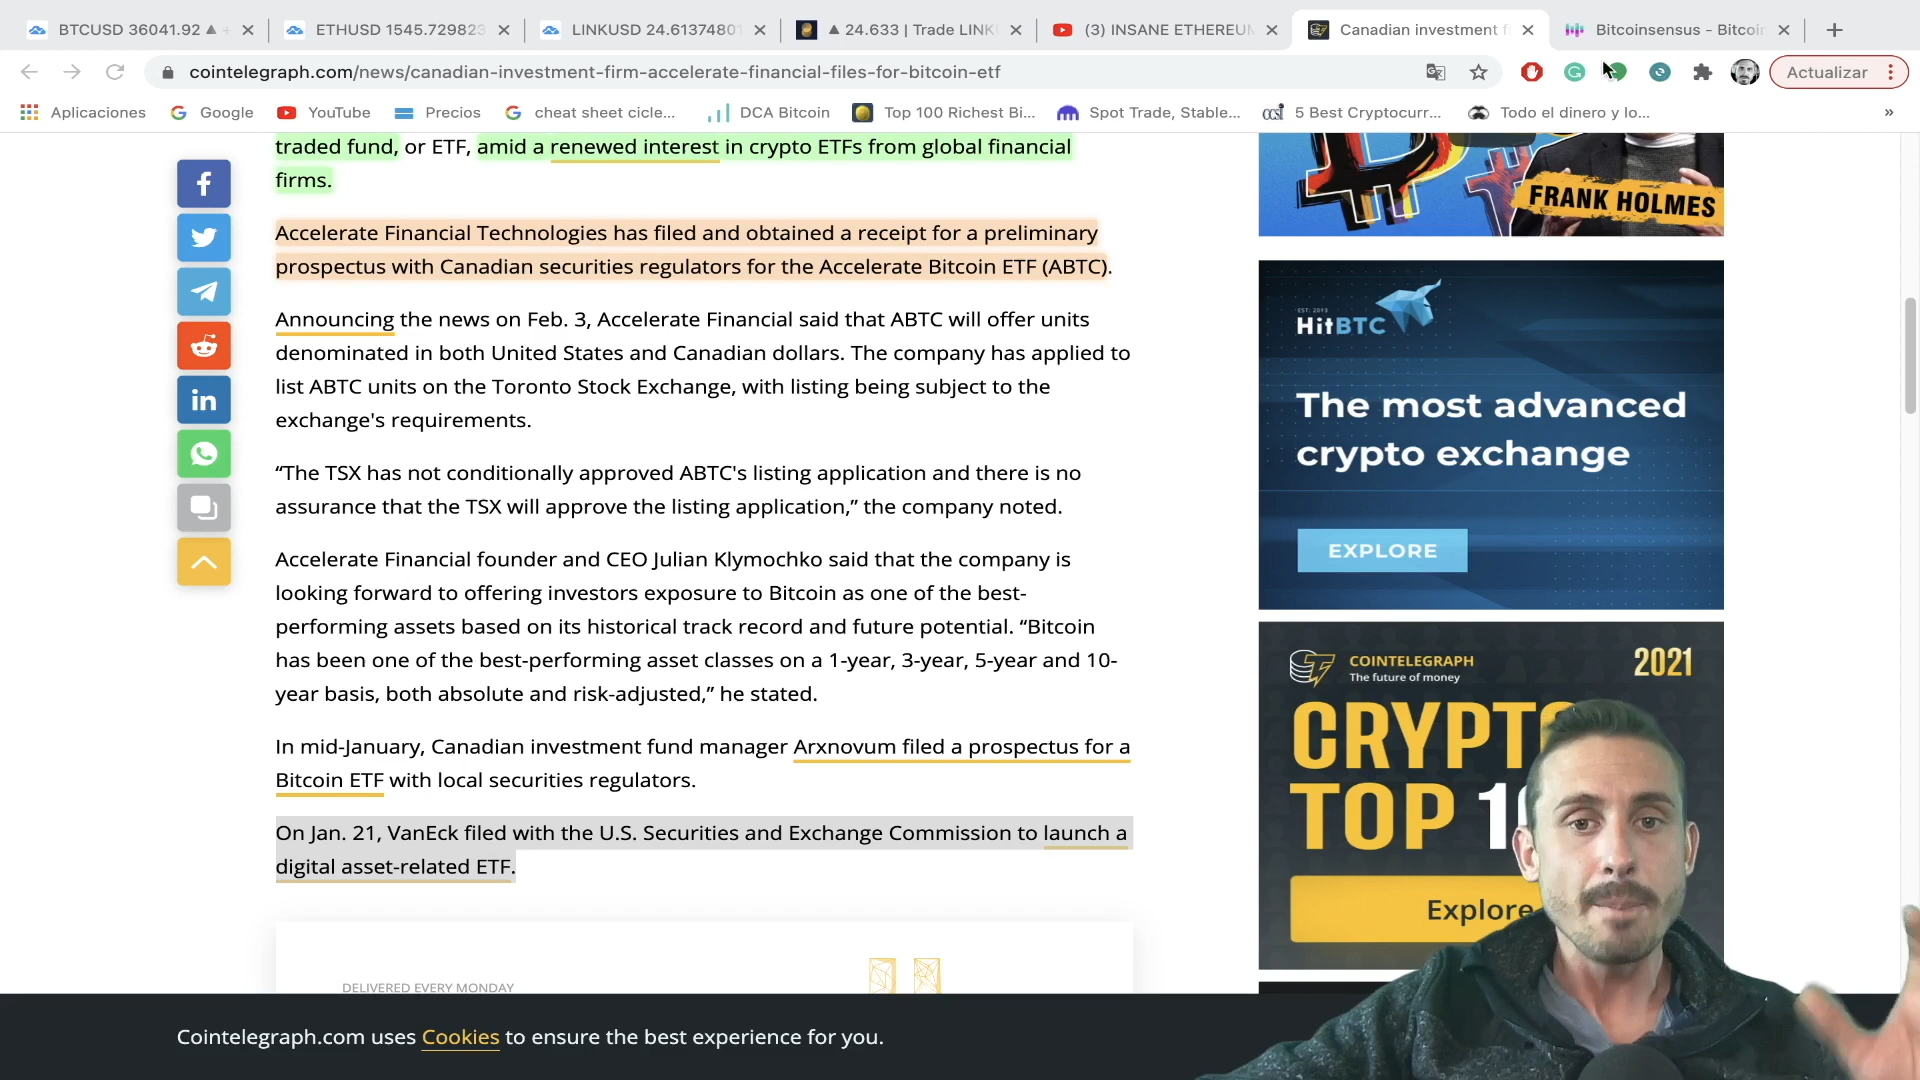 BTCUSD 36041.92 ▲
ETHUSD 1545.729823
LINKUSD 24.61374801
▲ 24.633 | Trade LINK
(3) INSANE ETHEREUM
Canadian investment f
Bitcoinsensus - Bitcoin
cointelegraph.com/news/canadian-investment-firm-accelerate-financial-files-for-bitcoin-etf
Actualizar
Aplicaciones
Google
YouTube
Precios
cheat sheet cicle...
DCA Bitcoin
Top 100 Richest Bi...
Spot Trade, Stable...
5 Best Cryptocurr...
Todo el dinero y lo...
»
traded fund, or ETF, amid a renewed interest in crypto ETFs from global financial
firms.
Accelerate Financial Technologies has filed and obtained a receipt for a preliminary
prospectus with Canadian securities regulators for the Accelerate Bitcoin ETF (ABTC).
Announcing the news on Feb. 3, Accelerate Financial said that ABTC will offer units
denominated in both United States and Canadian dollars. The company has applied to
list ABTC units on the Toronto Stock Exchange, with listing being subject to the
exchange's requirements.
“The TSX has not conditionally approved ABTC's listing application and there is no
assurance that the TSX will approve the listing application,” the company noted.
Accelerate Financial founder and CEO Julian Klymochko said that the company is
looking forward to offering investors exposure to Bitcoin as one of the best-
performing assets based on its historical track record and future potential. “Bitcoin
has been one of the best-performing asset classes on a 1-year, 3-year, 5-year and 10-
year basis, both absolute and risk-adjusted,” he stated.
In mid-January, Canadian investment fund manager Arxnovum filed a prospectus for a
Bitcoin ETF with local securities regulators.
On Jan. 21, VanEck filed with the U.S. Securities and Exchange Commission to launch a
digital asset-related ETF.
DELIVERED EVERY MONDAY
FRANK HOLMES
EST. 2013
HitBTC
The most advanced
crypto exchange
EXPLORE
COINTELEGRAPH
The future of money
2021
CRYPTO
TOP 10
Explore
Cointelegraph.com uses Cookies to ensure the best experience for you.